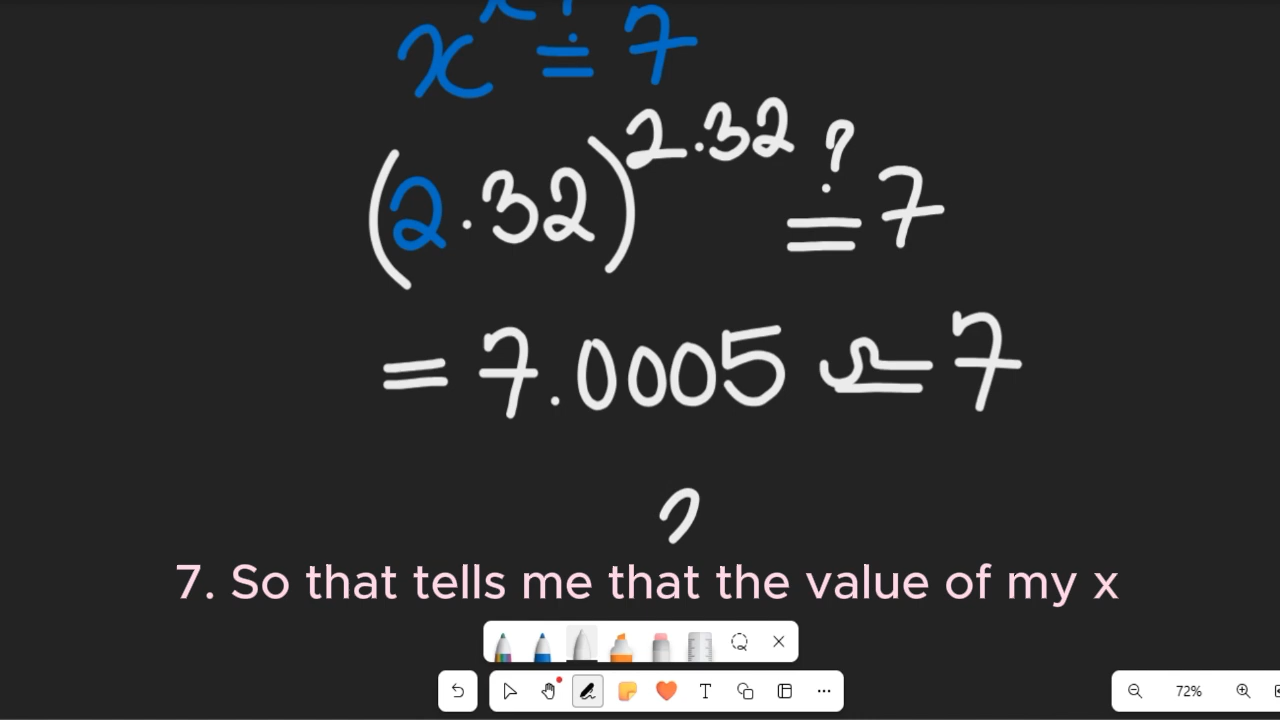 x^x ≟ 7
(2.32)^2.32 ≟ 7
= 7.0005 ≃ 7
7. So that tells me that the value of my x
T
72%